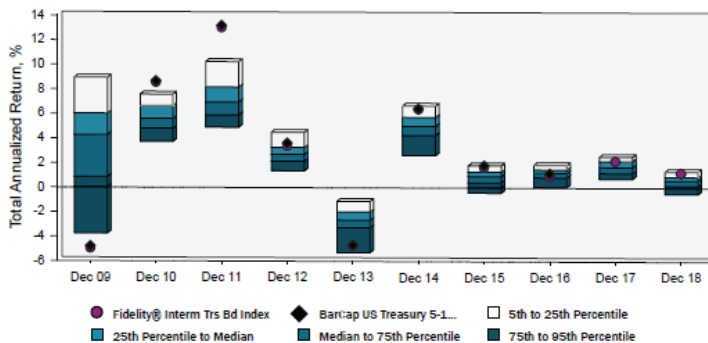 Total Annualized Return, %
14
12
10
8
6
4
2
0
-2
-4
-6
Dec 09 Dec 10 Dec 11 Dec 12 Dec 13 Dec 14 Dec 15 Dec 16 Dec 17 Dec 18
Fidelity® Interm Trs Bd Index BarCap US Treasury 5-1... 5th to 25th Percentile
25th Percentile to Median Median to 75th Percentile 75th to 95th Percentile